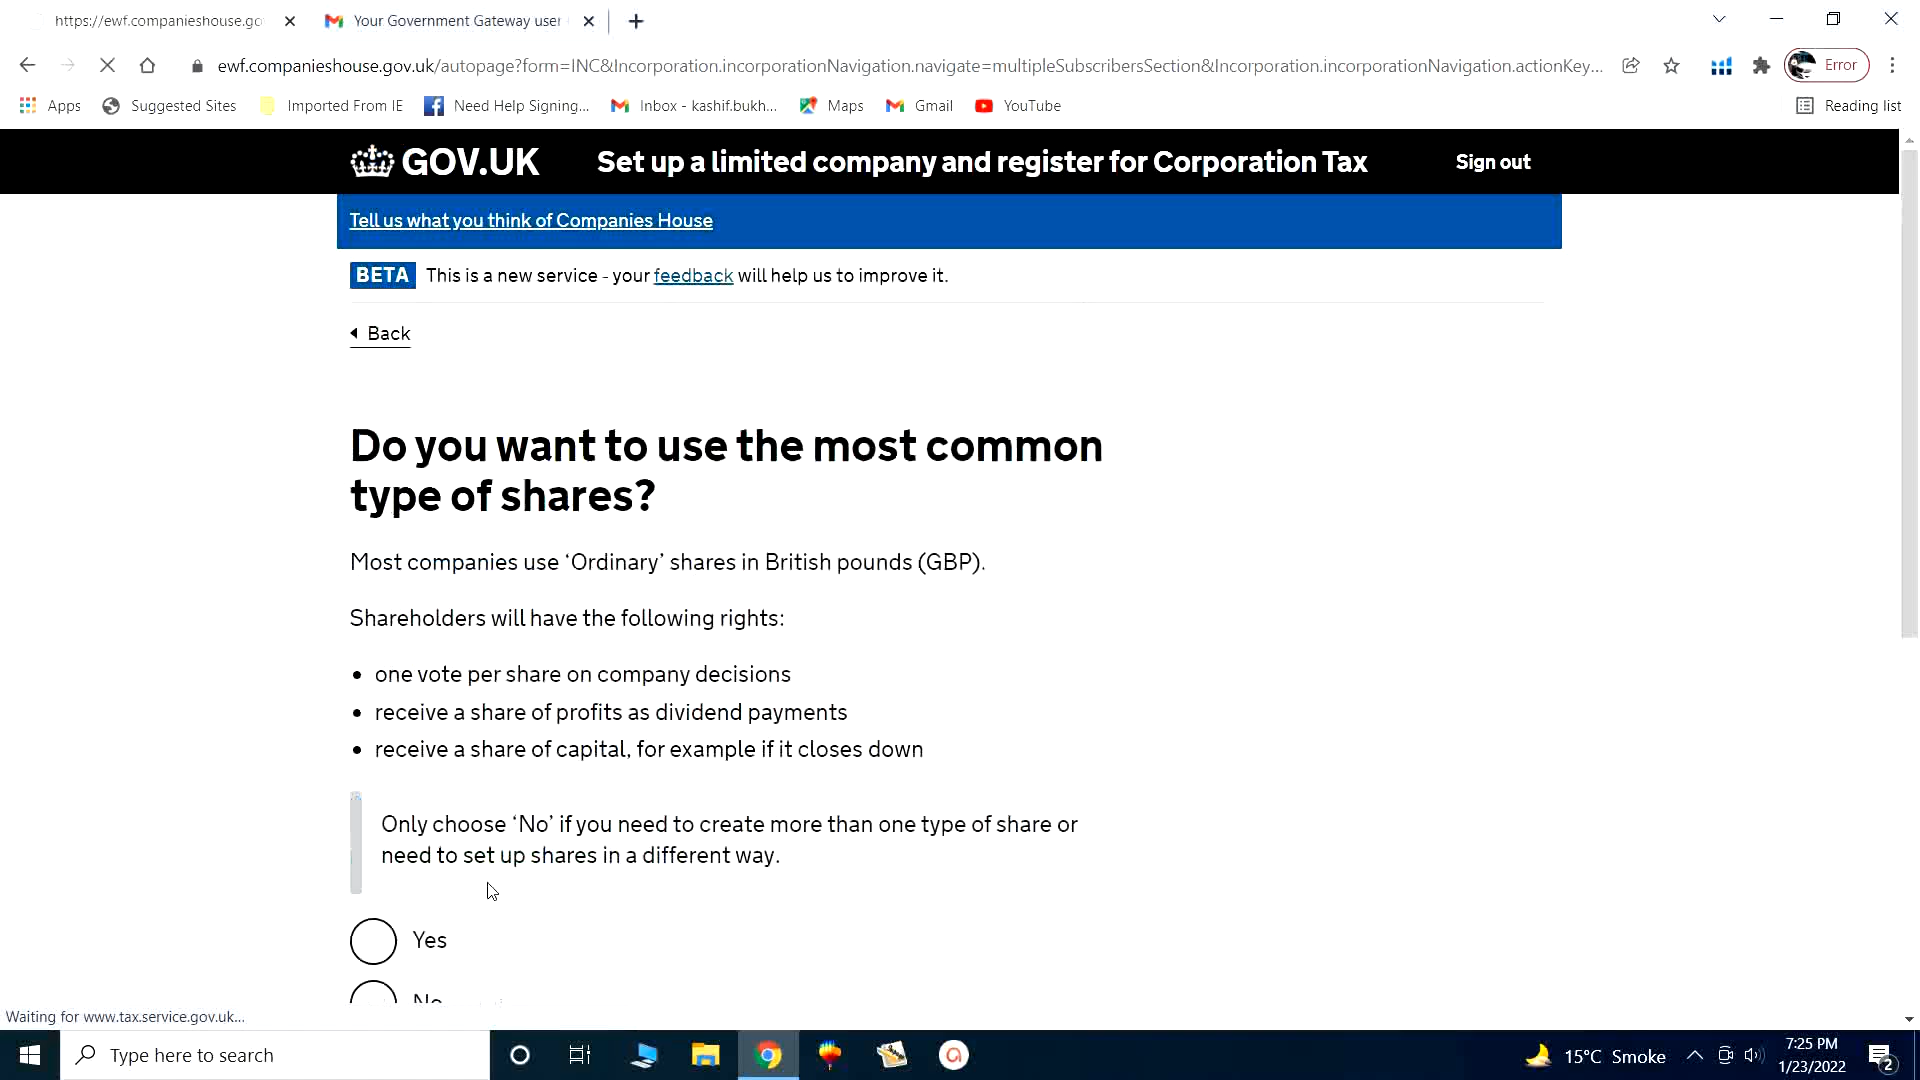 https://ewf.companieshouse.go
Your Government Gateway user
ewf.companieshouse.gov.uk/autopage?form=INC&Incorporation.incorporationNavigation.navigate=multipleSubscribersSection&Incorporation.incorporationNavigation.actionKey...
Error
Apps
Suggested Sites
Imported From IE
Need Help Signing...
Inbox - kashif.bukh...
Maps
Gmail
YouTube
Reading list
GOV.UK
Set up a limited company and register for Corporation Tax
Sign out
Tell us what you think of Companies House
BETA This is a new service - your feedback will help us to improve it.
Back
Do you want to use the most common
type of shares?
Most companies use ‘Ordinary’ shares in British pounds (GBP).
Shareholders will have the following rights:
• one vote per share on company decisions
• receive a share of profits as dividend payments
• receive a share of capital, for example if it closes down
Only choose ‘No’ if you need to create more than one type of share or
need to set up shares in a different way.
Yes
No
Waiting for www.tax.service.gov.uk...
Type here to search
15°C Smoke
7:25 PM
1/23/2022
2